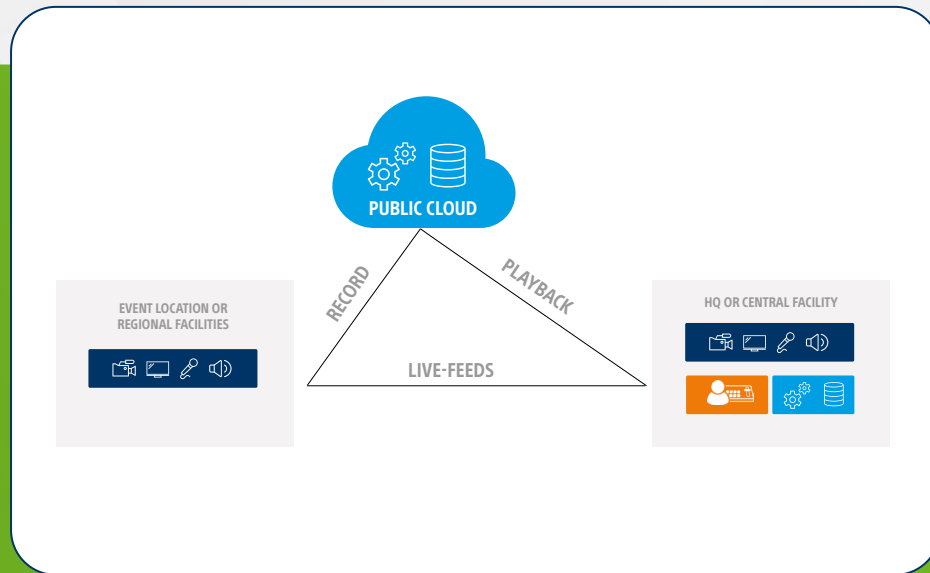 PUBLIC CLOUD
RECORD
PLAYBACK
EVENT LOCATION OR
REGIONAL FACILITIES
HQ OR CENTRAL FACILITY
LIVE-FEEDS